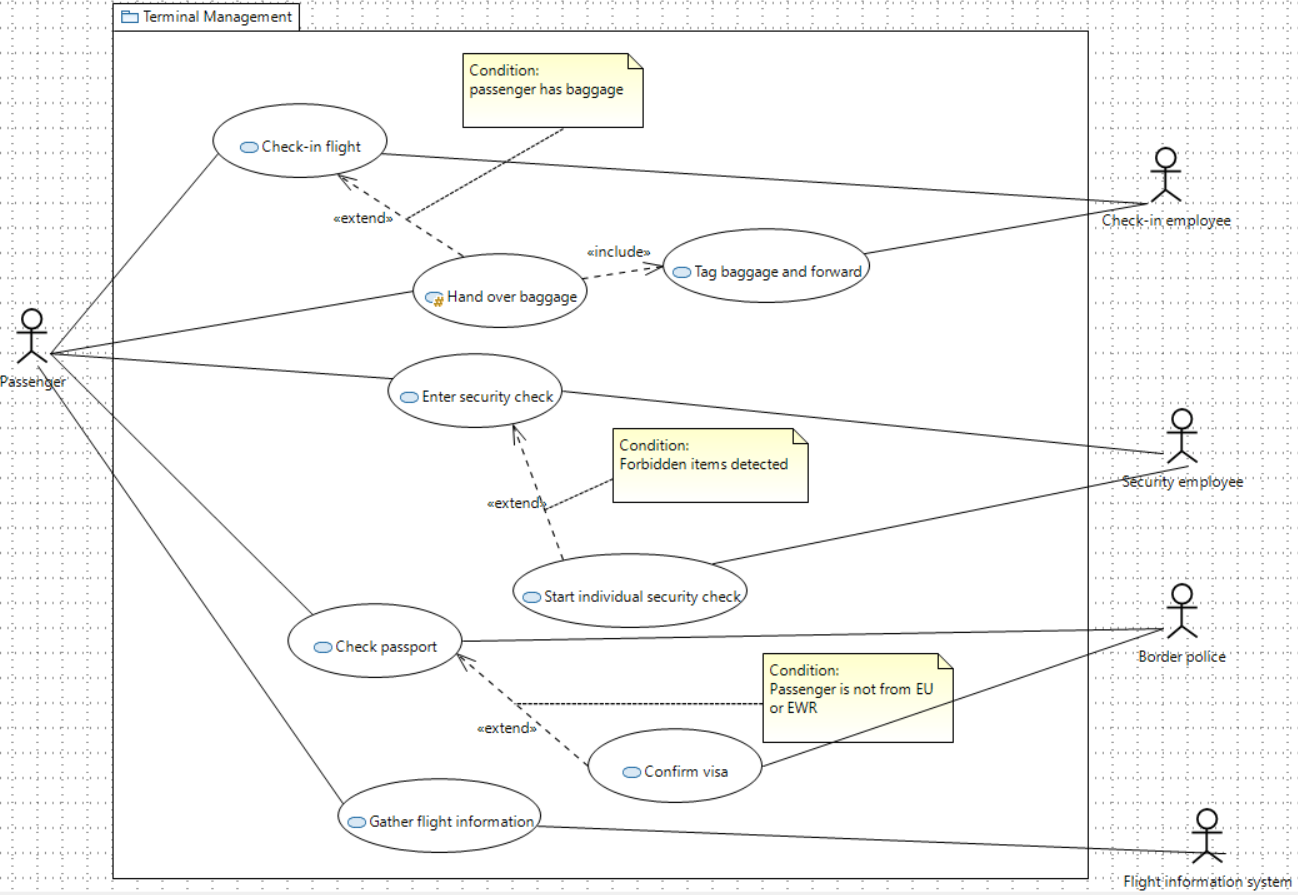 Terminal Management
Condition:
passenger has baggage
Check-in flight
«extend»
Check-in employee
«include»
Tag baggage and forward
Hand over baggage
Passenger
Enter security check
Condition:
Forbidden items detected
Security employee
«extend»
Start individual security check
Check passport
Border police
Condition:
Passenger is not from EU
or EWR
«extend»
Confirm visa
Gather flight information
Flight information system